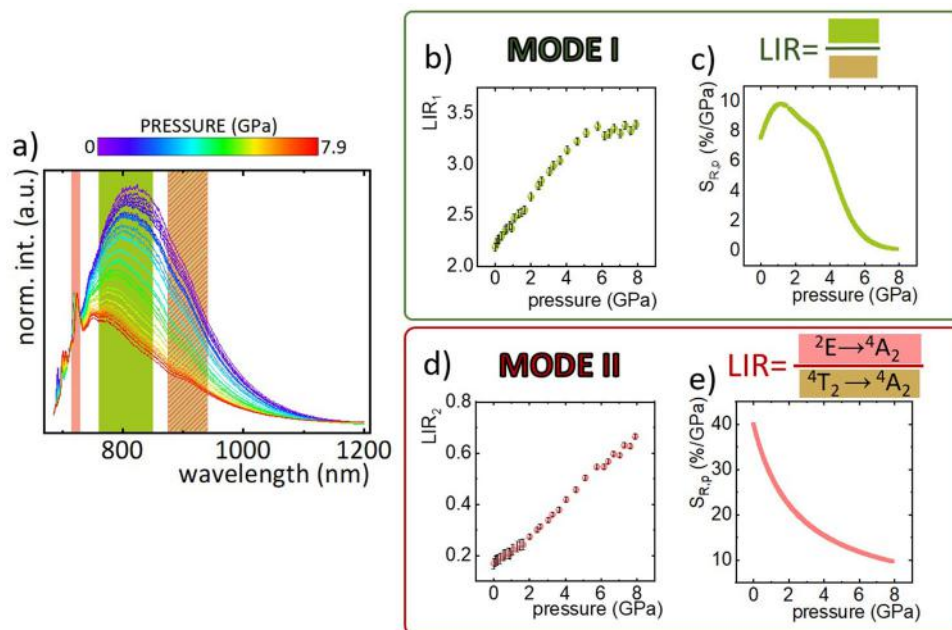 a)
PRESSURE (GPa)
0 7.9
norm. int. (a.u.)
800 1000 1200
wavelength (nm)
b) MODE I
LIR₁
3.5
3.0
2.5
2.0
0 2 4 6 8
pressure (GPa)
c) LIR=
S_R,p (%/GPa)
10
8
6
4
2
0
0 2 4 6 8
pressure (GPa)
d) MODE II
LIR₂
0.8
0.6
0.4
0.2
0 2 4 6 8
pressure (GPa)
e) LIR=
²E→⁴A₂
⁴T₂→⁴A₂
S_R,p (%/GPa)
40
30
20
10
0 2 4 6 8
pressure (GPa)